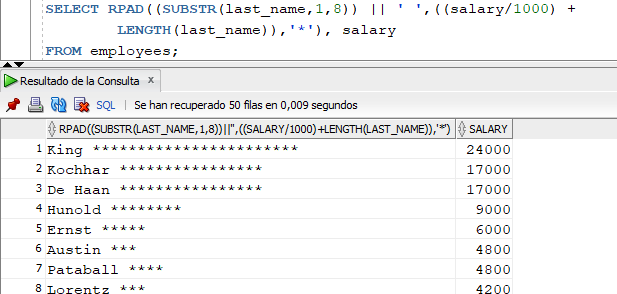 SELECT RPAD((SUBSTR(last_name,1,8)) || ' ',((salary/1000) +
LENGTH(last_name)),'*'), salary
FROM employees;
Resultado de la Consulta x
SQL | Se han recuperado 50 filas en 0,009 segundos
RPAD((SUBSTR(LAST_NAME,1,8))||'',((SALARY/1000)+LENGTH(LAST_NAME)),'*') SALARY
1 King *********************** 24000
2 Kochhar **************** 17000
3 De Haan **************** 17000
4 Hunold ******** 9000
5 Ernst ***** 6000
6 Austin *** 4800
7 Pataball **** 4800
8 Lorentz *** 4200